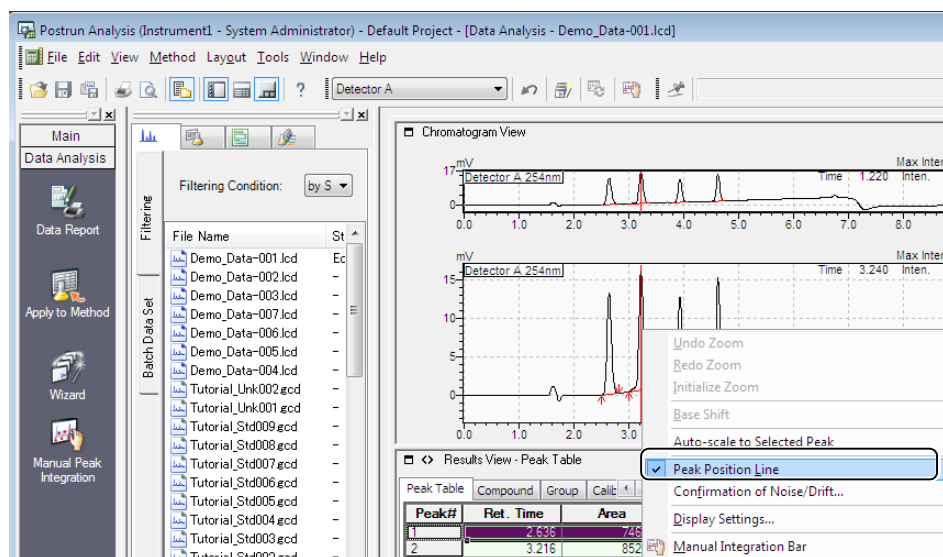 Postrun Analysis (Instrument1 - System Administrator) - Default Project - [Data Analysis - Demo_Data-001.lcd]
File Edit View Method Layout Tools Window Help
Detector A
Main
Data Analysis
Data Report
Apply to Method
Wizard
Manual Peak
Integration
Filtering
Batch Data Set
Filtering Condition: by S
File Name St
Demo_Data-001.lcd Ec
Demo_Data-002.lcd -
Demo_Data-003.lcd -
Demo_Data-007.lcd -
Demo_Data-006.lcd -
Demo_Data-005.lcd -
Demo_Data-004.lcd -
Tutorial_Unk002.gcd -
Tutorial_Unk001.gcd -
Tutorial_Std009.gcd -
Tutorial_Std008.gcd -
Tutorial_Std007.gcd -
Tutorial_Std006.gcd -
Tutorial_Std005.gcd -
Tutorial_Std004.gcd -
Tutorial_Std003.gcd -
Tutorial_Std002.gcd -
Chromatogram View
mV Max Inter
17 Detector A 254nm Time 1.220 Inten.
0
0.0 1.0 2.0 3.0 4.0 5.0 6.0 7.0 8.0
mV Max Inter
15 Detector A 254nm Time 3.240 Inten.
10
5
0
0.0 1.0 2.0 3.0
Undo Zoom
Redo Zoom
Initialize Zoom
Base Shift
Auto-scale to Selected Peak
Peak Position Line
Confirmation of Noise/Drift...
Display Settings...
Manual Integration Bar
Results View - Peak Table
Peak Table Compound Group Calib
Peak# Ret. Time Area
1 2.636 746
2 3.216 852